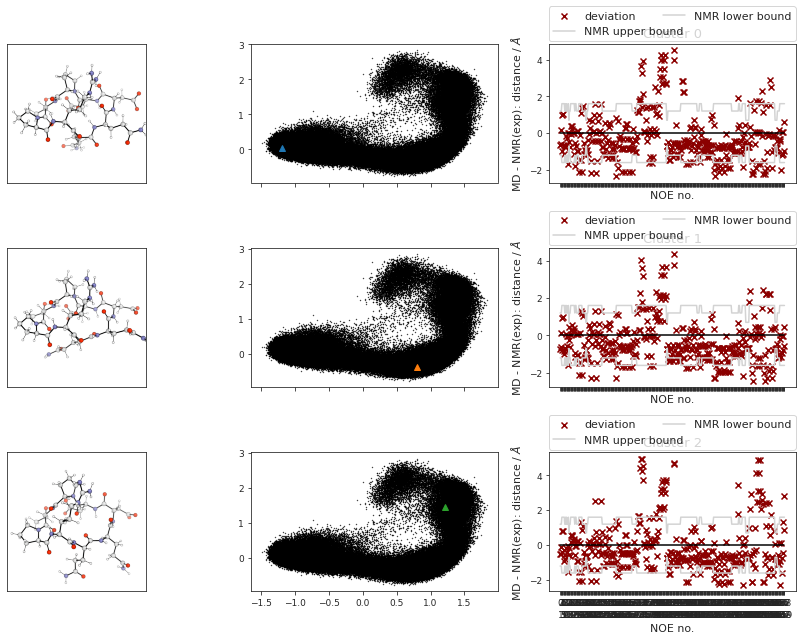 deviation NMR lower bound
NMR upper bound
Cluster 0
3
2
1
0
4
2
0
−2
MD - NMR(exp): distance / Å
NOE no.
deviation NMR lower bound
NMR upper bound
Cluster 1
3
2
1
0
4
2
0
−2
MD - NMR(exp): distance / Å
NOE no.
deviation NMR lower bound
NMR upper bound
Cluster 2
3
2
1
0
4
2
0
−2
MD - NMR(exp): distance / Å
−1.5 −1.0 −0.5 0.0 0.5 1.0 1.5
NOE no.